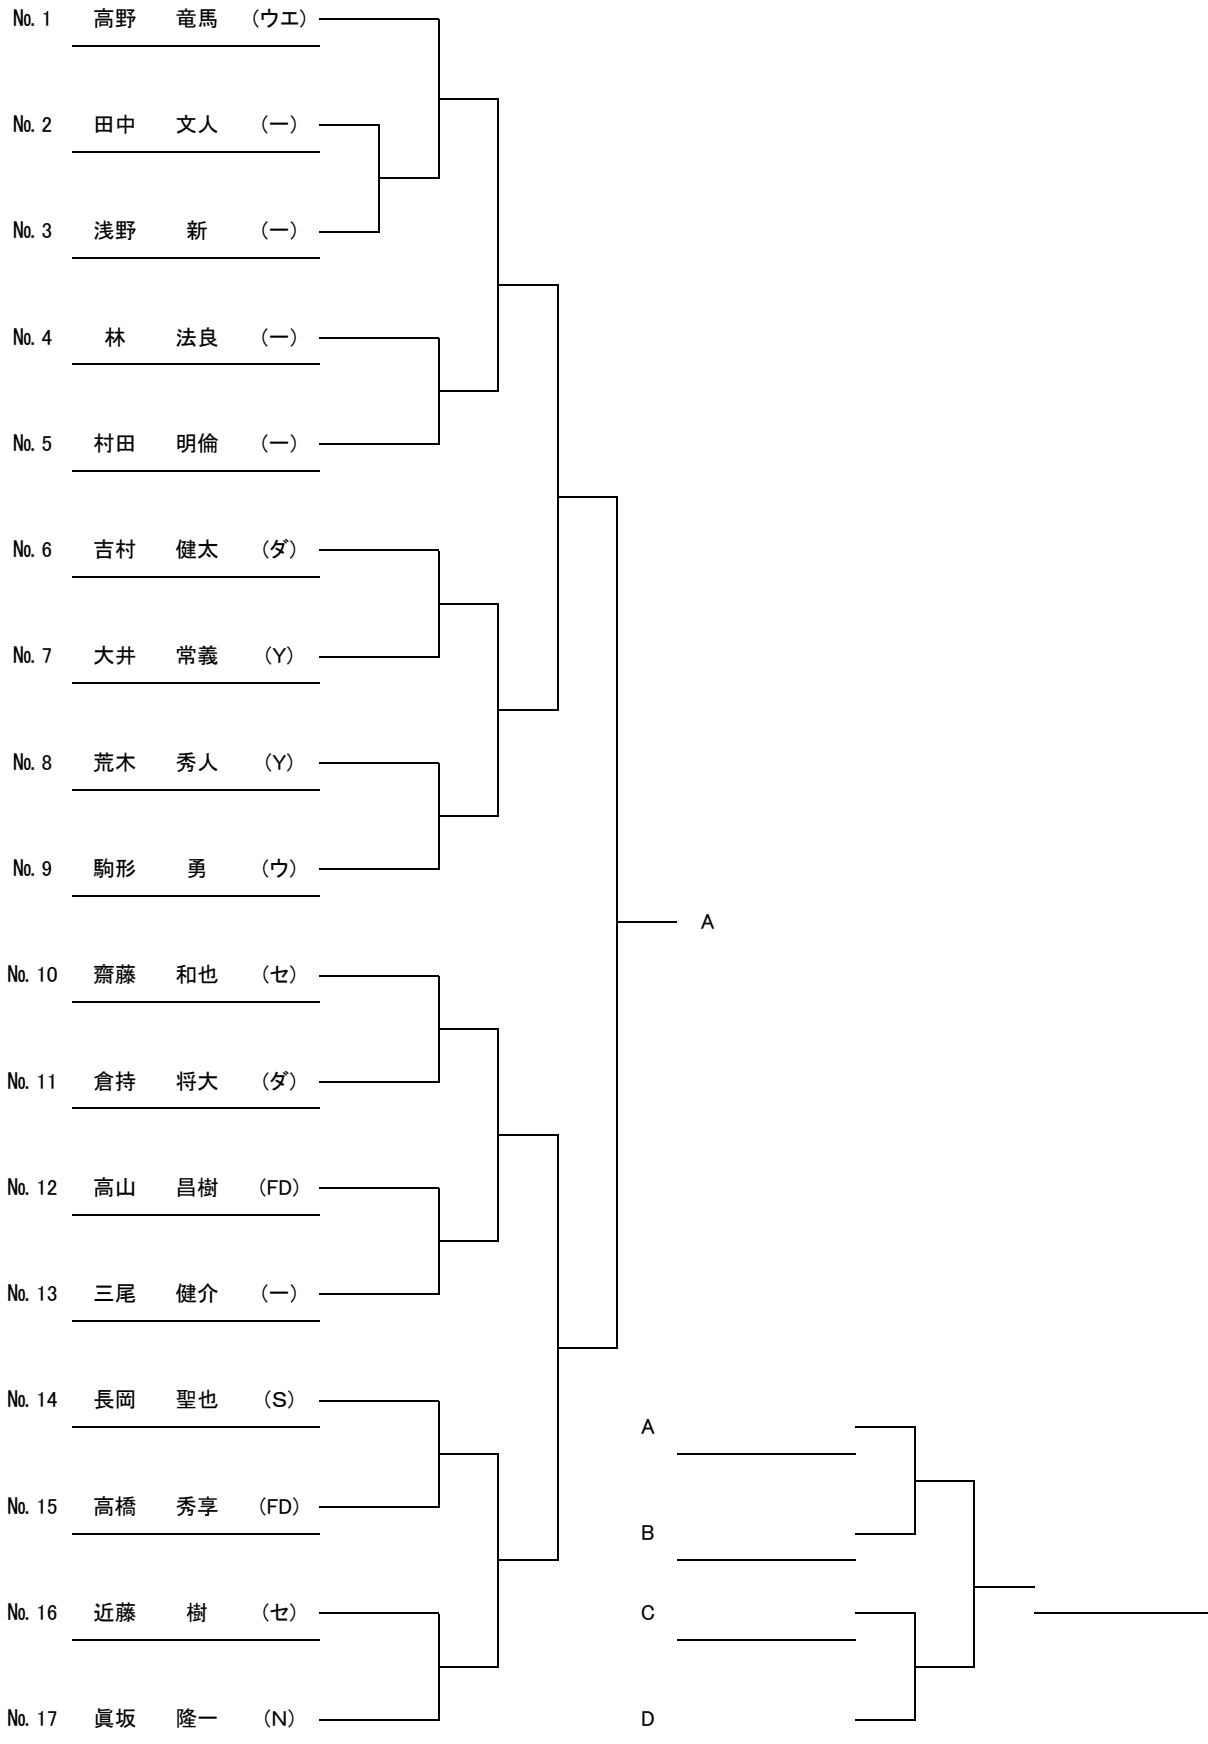 № 1 高野 竜馬 (ウエ)
№ 2 田中 文人 (一)
№ 3 浅野 新 (一)
№ 4 林 法良 (一)
№ 5 村田 明倫 (一)
№ 6 吉村 健太 (ダ)
№ 7 大井 常義 (Y)
№ 8 荒木 秀人 (Y)
№ 9 駒形 勇 (ウ)
A
№ 10 齋藤 和也 (セ)
№ 11 倉持 将大 (ダ)
№ 12 高山 昌樹 (FD)
№ 13 三尾 健介 (一)
№ 14 長岡 聖也 (S)
№ 15 高橋 秀享 (FD)
№ 16 近藤 樹 (セ)
№ 17 眞坂 隆一 (N)
A
B
C
D